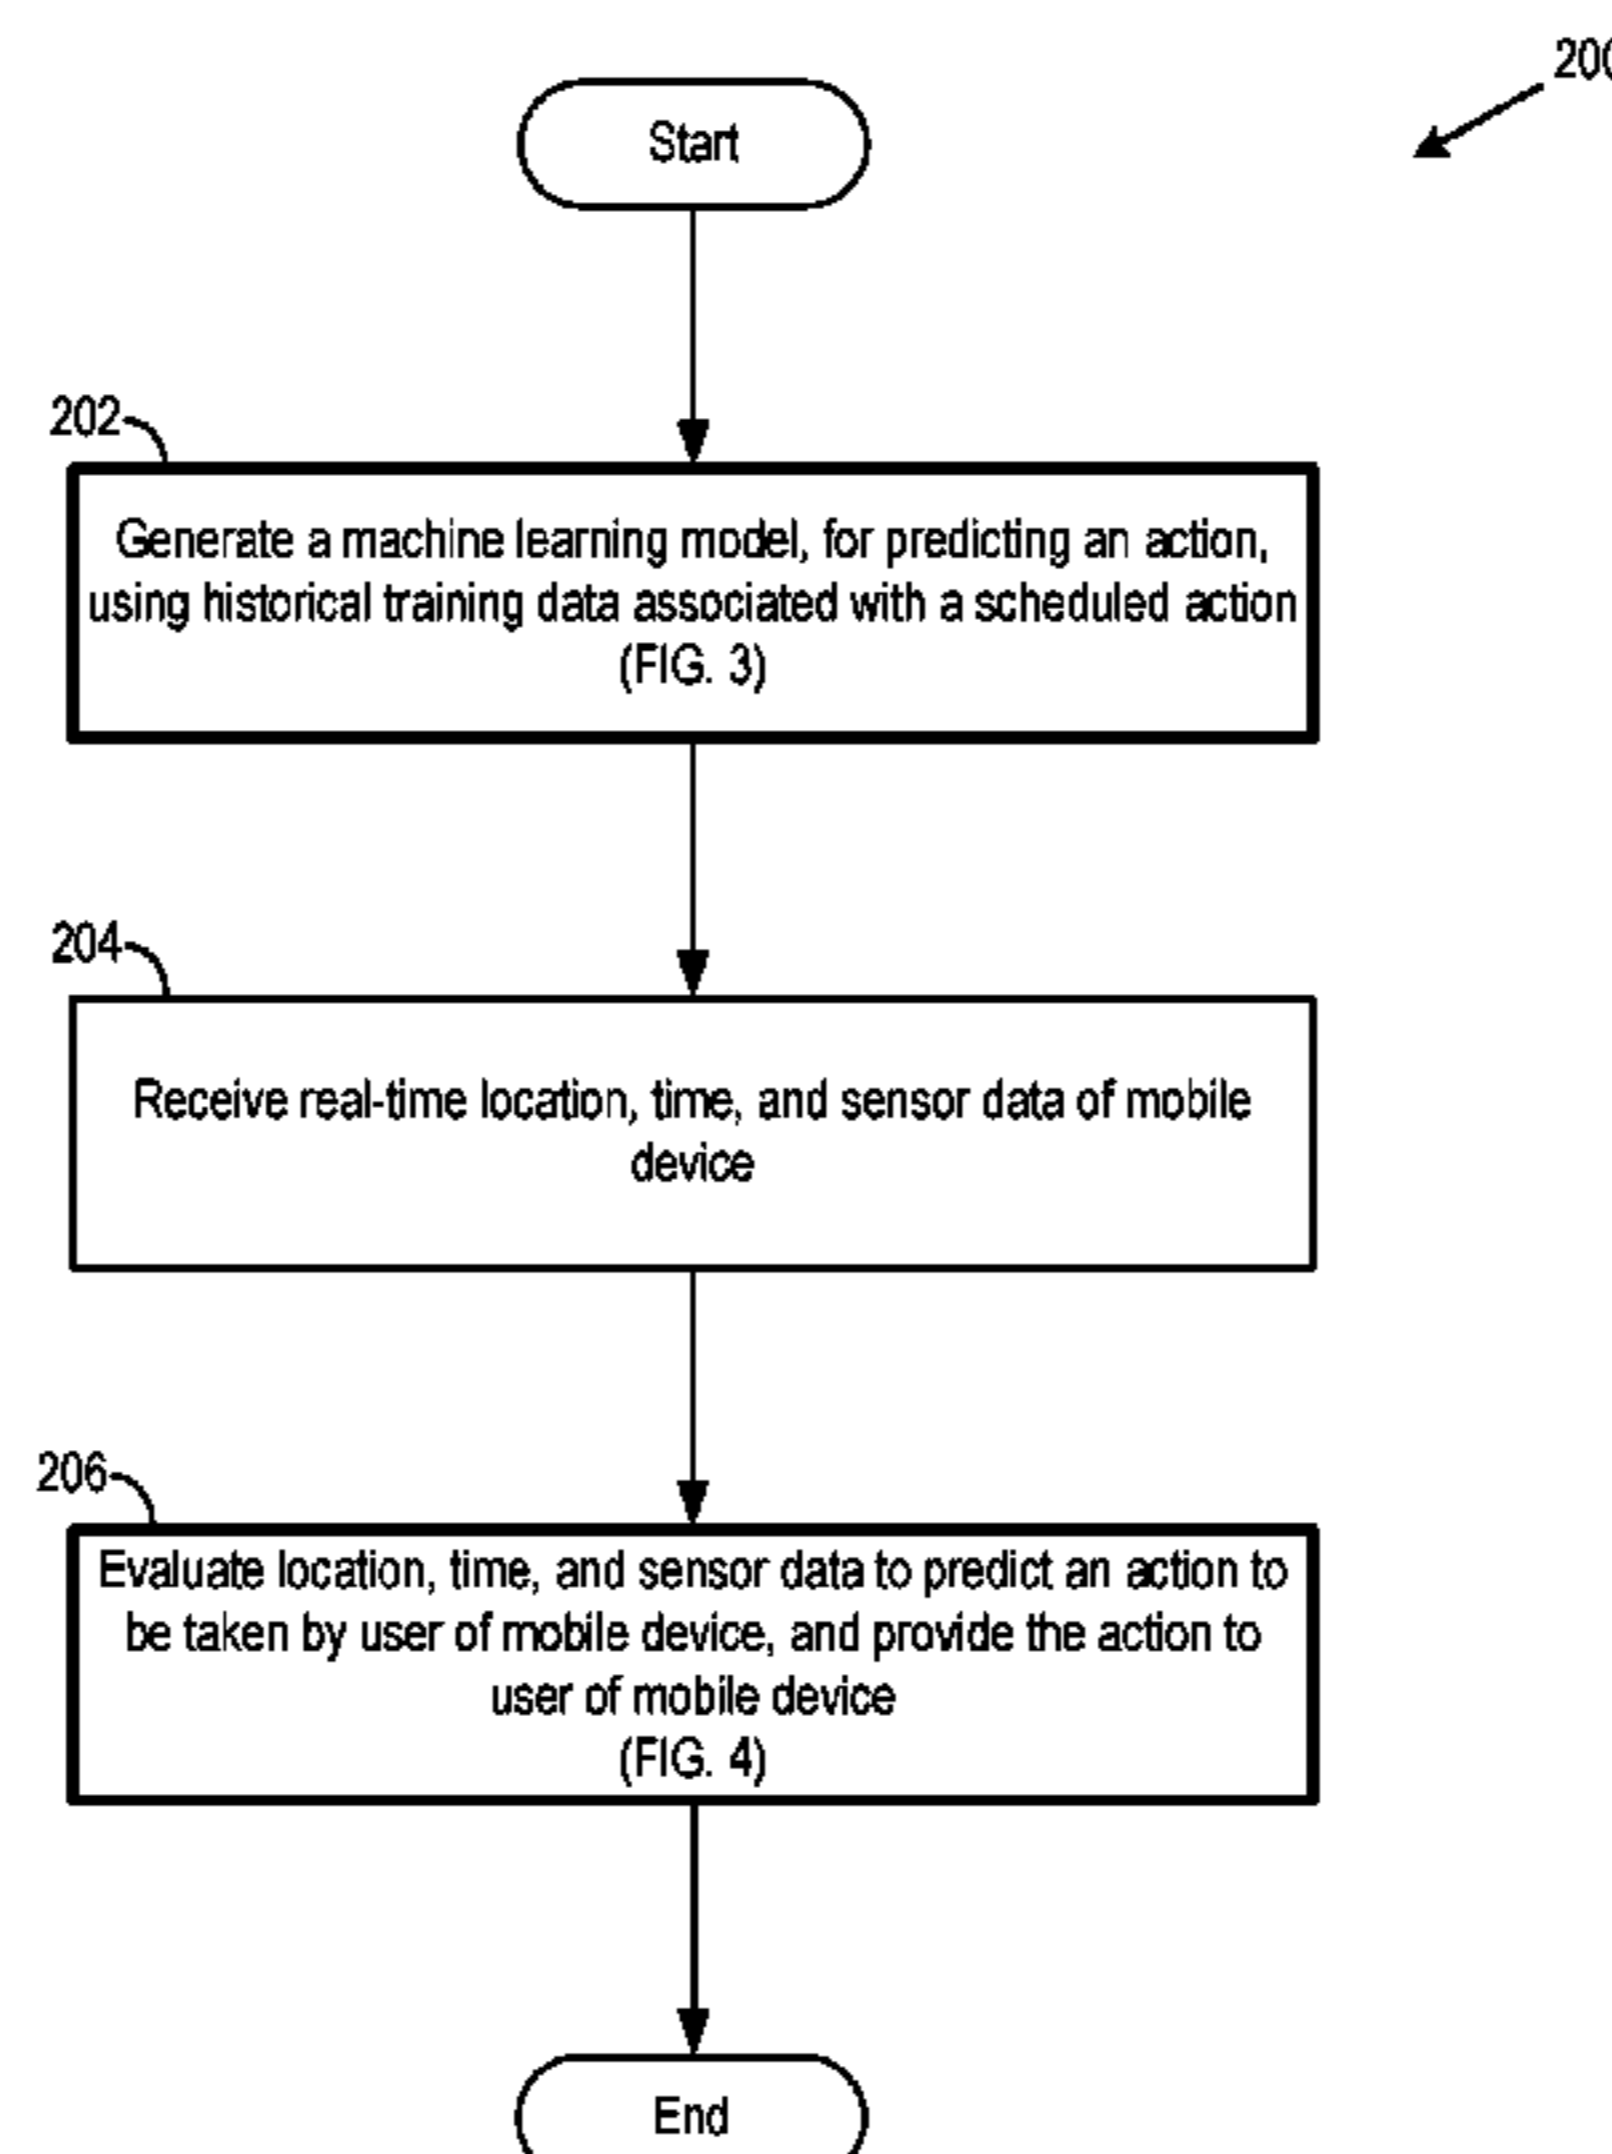 200
Start
202
Generate a machine learning model, for predicting an action,
using historical training data associated with a scheduled action
(FIG. 3)
204
Receive real-time location, time, and sensor data of mobile
device
206
Evaluate location, time, and sensor data to predict an action to
be taken by user of mobile device, and provide the action to
user of mobile device
(FIG. 4)
End